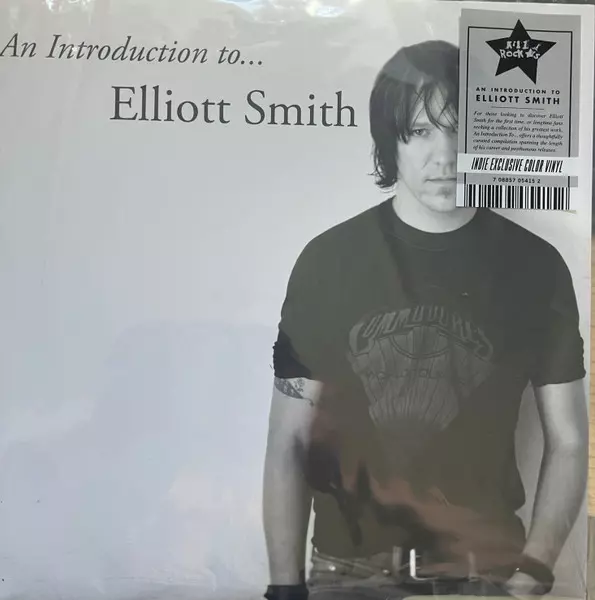 An Introduction to...
Elliott Smith
KILL
ROCK STARS
AN INTRODUCTION TO
ELLIOTT SMITH
For those looking to discover Elliott
Smith for the first time, or longtime fans
seeking a collection of his greatest work,
An Introduction To... offers a thoughtfully
curated compilation spanning the length
of his career and posthumous releases.
INDIE EXCLUSIVE COLOR VINYL
7 08857 05415 2
COMMODORES